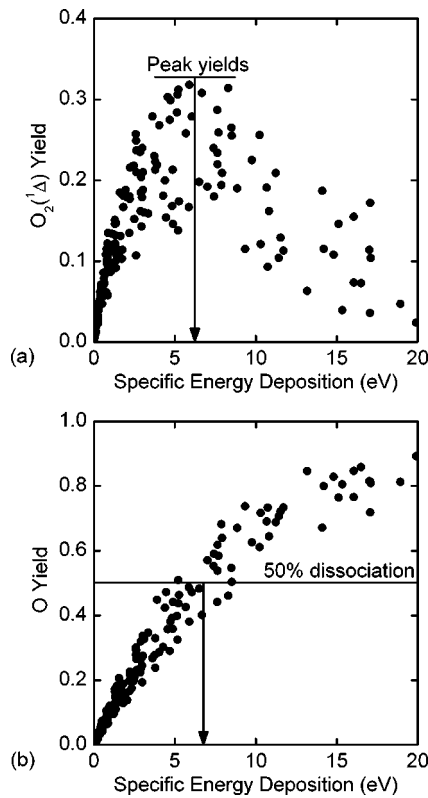 Peak yields
0.4
0.3
0.2
0.1
0.0
O₂(¹Δ) Yield
0 5 10 15 20
(a)
Specific Energy Deposition (eV)
1.0
0.8
0.6
0.4
0.2
0.0
O Yield
50% dissociation
0 5 10 15 20
(b)
Specific Energy Deposition (eV)